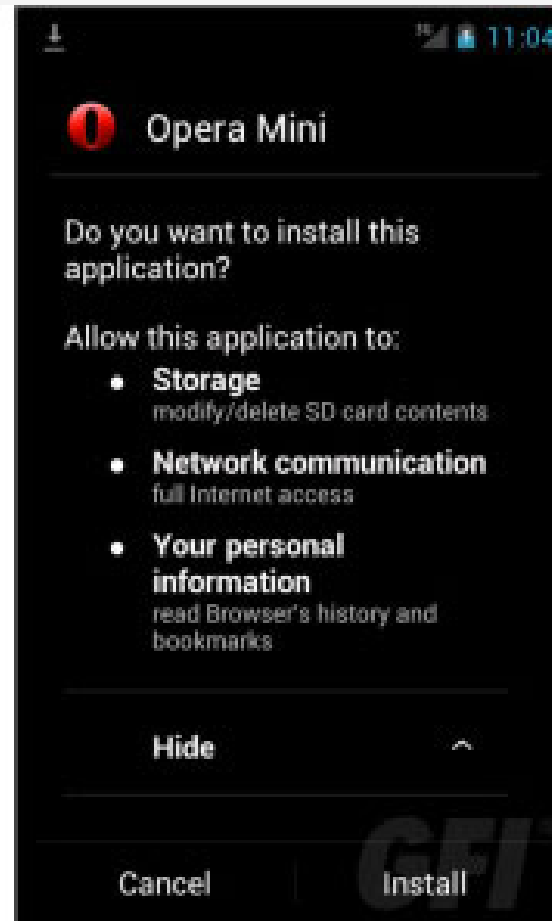 3G 11:04
Opera Mini
Do you want to install this
application?
Allow this application to:
Storage
modify/delete SD card contents
Network communication
full Internet access
Your personal
information
read Browser's history and
bookmarks
Hide
Cancel
Install
GFI